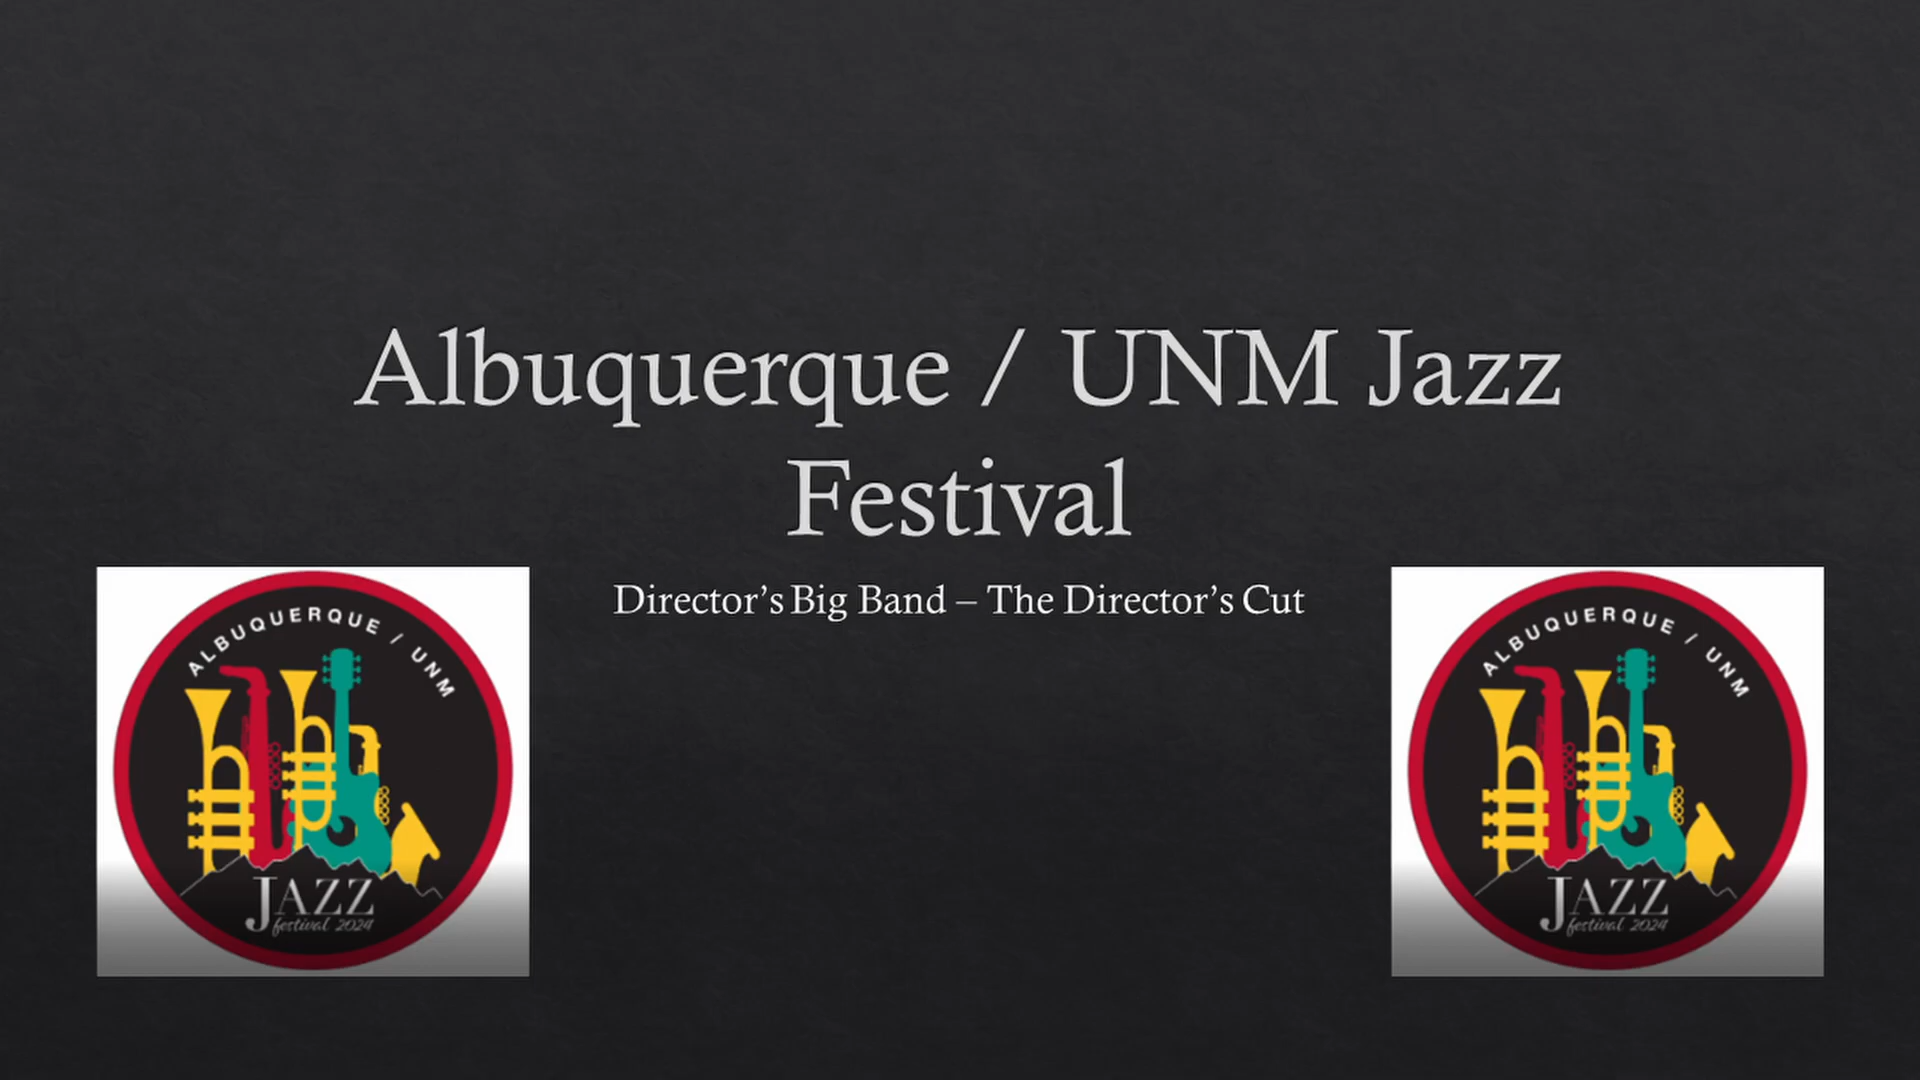 Albuquerque / UNM Jazz
Festival
Director’s Big Band – The Director’s Cut
ALBUQUERQUE / UNM
JAZZ
festival 2024
ALBUQUERQUE / UNM
JAZZ
festival 2024